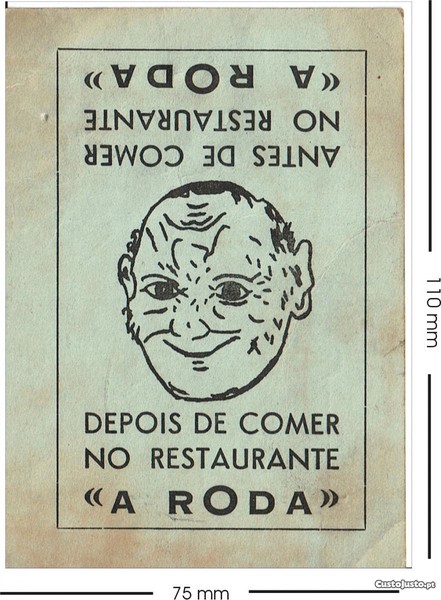 ANTES DE COMER
NO RESTAURANTE
«A RODA»
DEPOIS DE COMER
NO RESTAURANTE
«A RODA»
110 mm
75 mm
CustoJusto.pt